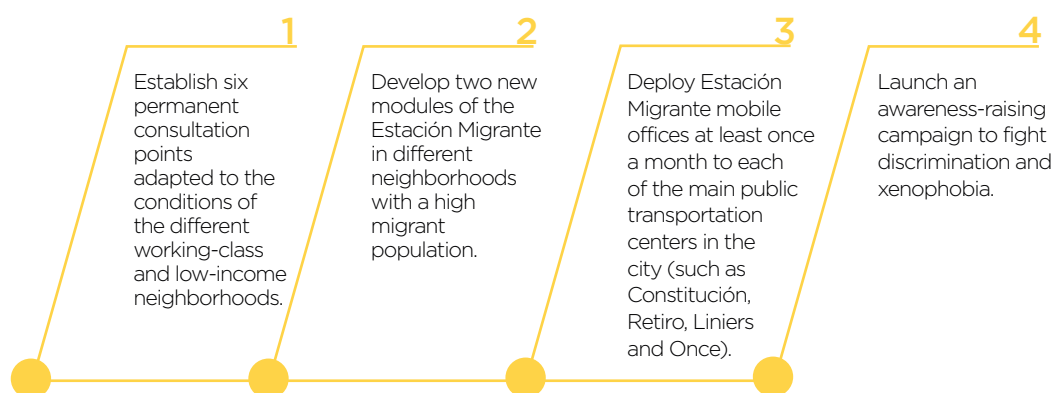 1
Establish six
permanent
consultation
points
adapted to the
conditions of
the different
working-class
and low-income
neighborhoods.
2
Develop two new
modules of the
Estación Migrante
in different
neighborhoods
with a high
migrant
population.
3
Deploy Estación
Migrante mobile
offices at least once
a month to each
of the main public
transportation
centers in the
city (such as
Constitución,
Retiro, Liniers
and Once).
4
Launch an
awareness-raising
campaign to fight
discrimination and
xenophobia.